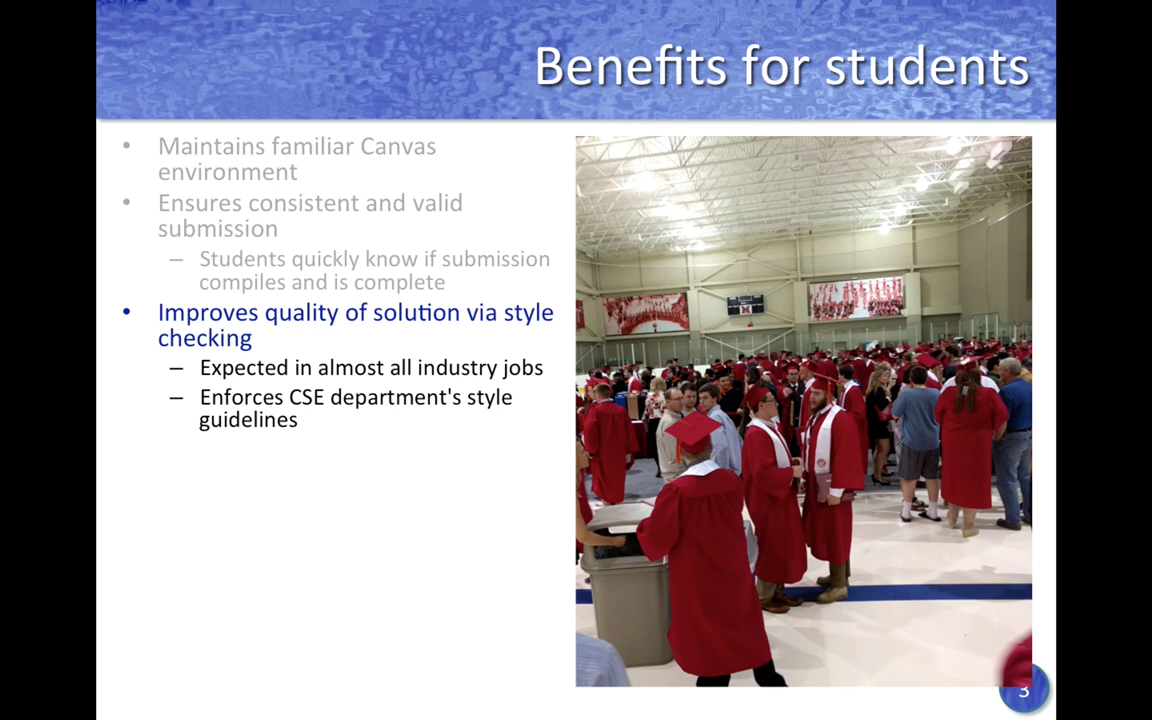 Benefits for students
• Maintains familiar Canvas
environment
• Ensures consistent and valid
submission
– Students quickly know if submission
compiles and is complete
• Improves quality of solution via style
checking
– Expected in almost all industry jobs
– Enforces CSE department's style
guidelines
3